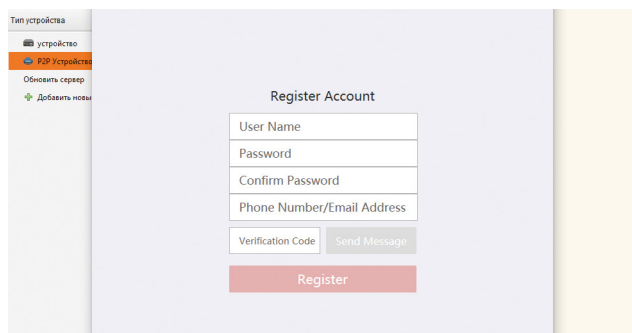 Тип устройства
устройство
P2P Устройство
Обновить сервер
Добавить новы
Register Account
User Name
Password
Confirm Password
Phone Number/Email Address
Verification Code
Send Message
Register